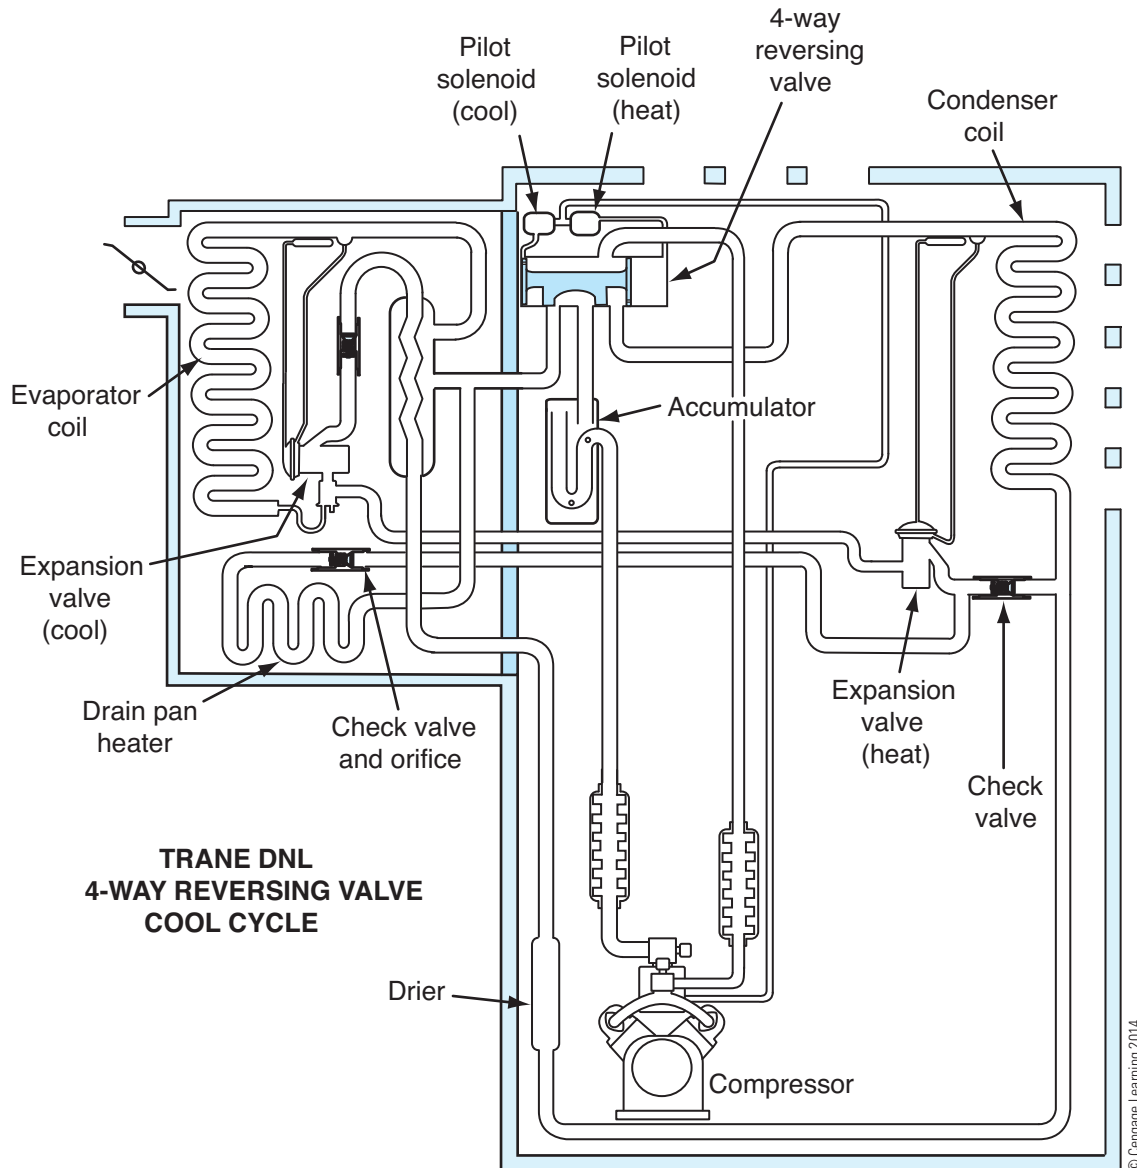 4-way
reversing
valve
Pilot
solenoid
(cool)
Pilot
solenoid
(heat)
Condenser
coil
Evaporator
coil
Accumulator
Expansion
valve
(cool)
Drain pan
heater
Check valve
and orifice
Expansion
valve
(heat)
Check
valve
TRANE DNL
4-WAY REVERSING VALVE
COOL CYCLE
Drier
Compressor
© Cengage Learning 2014